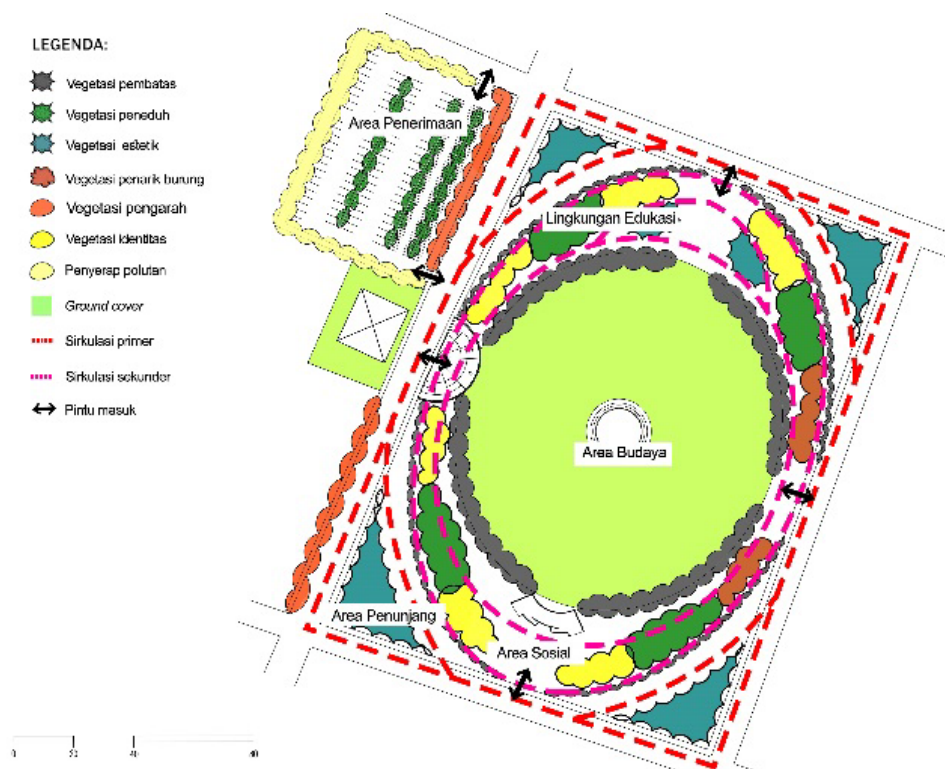 LEGENDA:
Vegetasi pembatas
Vegetasi peneduh
Vegetasi estetik
Vegetasi penarik burung
Vegetasi pengarah
Vegetasi identitas
Penyerap polutan
Ground cover
Sirkulasi primer
Sirkulasi sekunder
Pintu masuk
Area Penerimaan
Lingkungan Edukasi
Area Budaya
Area Penunjang
Area Sosial
0 20 40